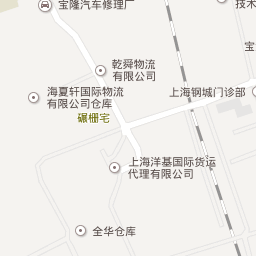 宝隆汽车修理厂
技术
宝
乾舜物流
有限公司
海夏轩国际物流
有限公司仓库
上海钢城门诊部
碾栅宅
上海洋基国际货运
代理有限公司
全华仓库